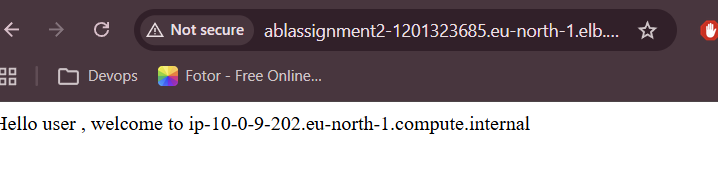 Not secure ablassignment2-1201323685.eu-north-1.elb....
Devops Fotor - Free Online...
Hello user , welcome to ip-10-0-9-202.eu-north-1.compute.internal